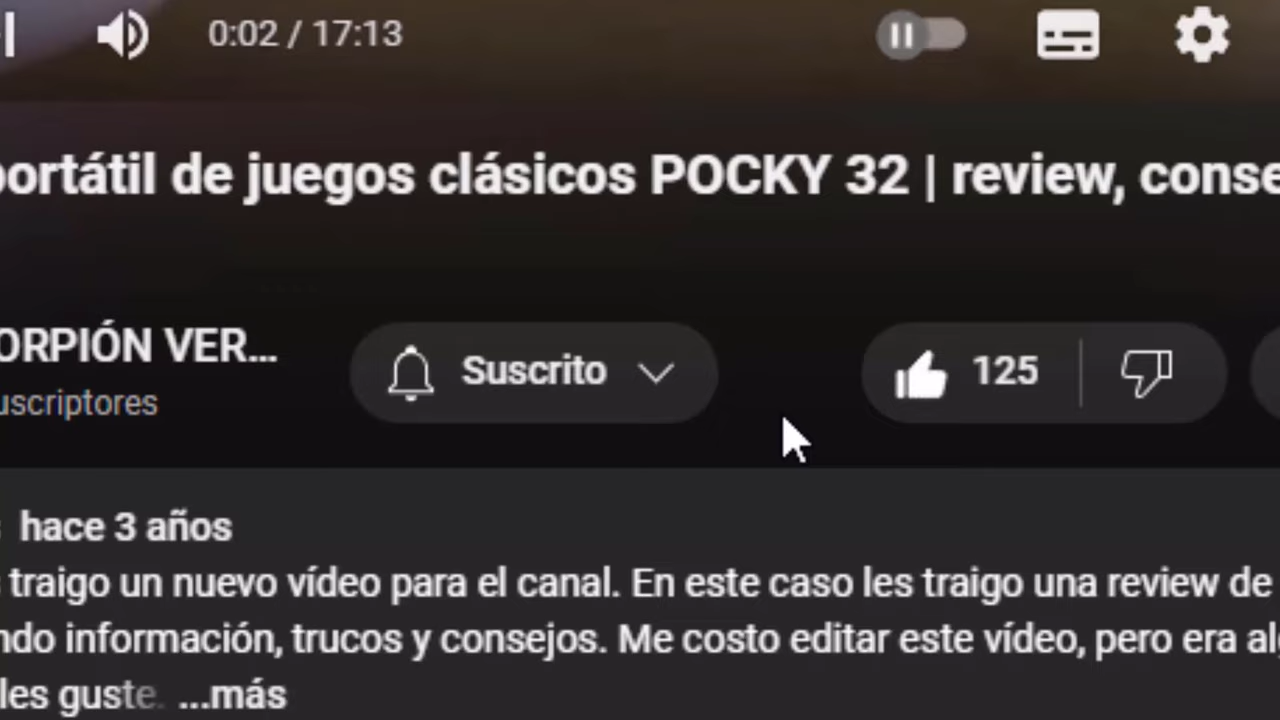 0:02 / 17:13
portátil de juegos clásicos POCKY 32 | review, conse
ORPIÓN VER...
Suscrito
125
uscriptores
hace 3 años
traigo un nuevo vídeo para el canal. En este caso les traigo una review de
ndo información, trucos y consejos. Me costo editar este vídeo, pero era al
les guste. ...más